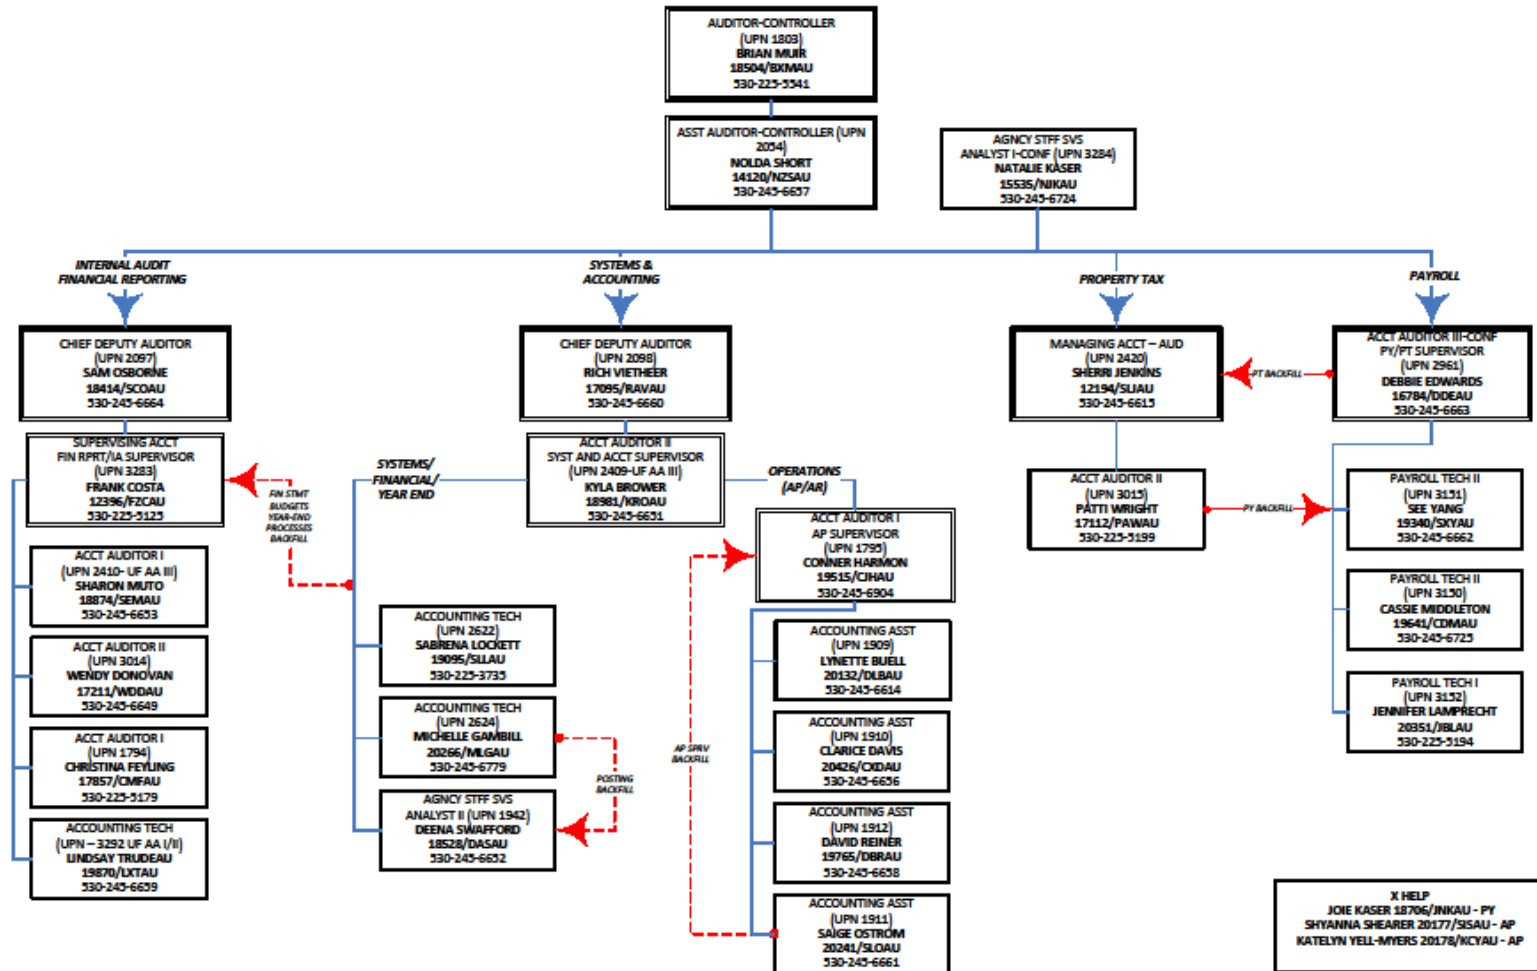 AUDITOR-CONTROLLER
(UPN 1803)
BRIAN MUIR
18504/BXMAU
530-225-5541
ASST AUDITOR-CONTROLLER (UPN
2054)
NOLDA SHORT
14120/NZSAU
530-245-6657
AGNCY STFF SVS
ANALYST I-CONF (UPN 3284)
NATALIE KASER
15535/NJKAU
530-245-6724
INTERNAL AUDIT
FINANCIAL REPORTING
SYSTEMS &
ACCOUNTING
PROPERTY TAX
PAYROLL
CHIEF DEPUTY AUDITOR
(UPN 2097)
SAM OSBORNE
18414/SCOAU
530-245-6664
CHIEF DEPUTY AUDITOR
(UPN 2098)
RICH VIETHEER
17095/RAVAU
530-245-6660
MANAGING ACCT – AUD
(UPN 2420)
SHERRI JENKINS
12194/SLJAU
530-245-6615
PT BACKFILL
ACCT AUDITOR III-CONF
PY/PT SUPERVISOR
(UPN 2961)
DEBBIE EDWARDS
16784/DDEAU
530-245-6663
SUPERVISING ACCT
FIN RPRT/IA SUPERVISOR
(UPN 3283)
FRANK COSTA
12396/FZCAU
530-225-5125
FIN STMT
BUDGETS
YEAR-END
PROCESSES
BACKFILL
SYSTEMS/
FINANCIAL/
YEAR END
ACCT AUDITOR II
SYST AND ACCT SUPERVISOR
(UPN 2409-UF AA III)
KYLA BROWER
18981/KROAU
530-245-6651
OPERATIONS
(AP/AR)
ACCT AUDITOR II
(UPN 3015)
PATTI WRIGHT
17112/PAWAU
530-225-5199
PY BACKFILL
PAYROLL TECH II
(UPN 3151)
SEE YANG
19340/SXYAU
530-245-6662
ACCT AUDITOR I
AP SUPERVISOR
(UPN 1795)
CONNER HARMON
19515/CJHAU
530-245-6904
ACCT AUDITOR I
(UPN 2410- UF AA III)
SHARON MUTO
18874/SEMAU
530-245-6653
PAYROLL TECH II
(UPN 3150)
CASSIE MIDDLETON
19641/CDMAU
530-245-6725
ACCOUNTING TECH
(UPN 2622)
SABRENA LOCKETT
19095/SLLAU
530-225-3735
ACCOUNTING ASST
(UPN 1909)
LYNETTE BUELL
20132/DLBAU
530-245-6614
ACCT AUDITOR II
(UPN 3014)
WENDY DONOVAN
17211/WDDAU
530-245-6649
PAYROLL TECH I
(UPN 3152)
JENNIFER LAMPRECHT
20351/JBLAU
530-225-5194
ACCOUNTING TECH
(UPN 2624)
MICHELLE GAMBILL
20266/MLGAU
530-245-6779
POSTING
BACKFILL
AP SPRV
BACKFILL
ACCOUNTING ASST
(UPN 1910)
CLARICE DAVIS
20426/CXDAU
530-245-6656
ACCT AUDITOR I
(UPN 1794)
CHRISTINA FEYLING
17857/CMFAU
530-225-5179
AGNCY STFF SVS
ANALYST II (UPN 1942)
DEENA SWAFFORD
18528/DASAU
530-245-6652
ACCOUNTING ASST
(UPN 1912)
DAVID REINER
19765/DBRAU
530-245-6658
ACCOUNTING TECH
(UPN – 3292 UF AA I/II)
LINDSAY TRUDEAU
19870/LXTAU
530-245-6659
ACCOUNTING ASST
(UPN 1911)
SAIGE OSTROM
20241/SLOAU
530-245-6661
X HELP
JOIE KASER 18706/JNKAU - PY
SHYANNA SHEARER 20177/SISAU - AP
KATELYN YELL-MYERS 20178/KCYAU - AP